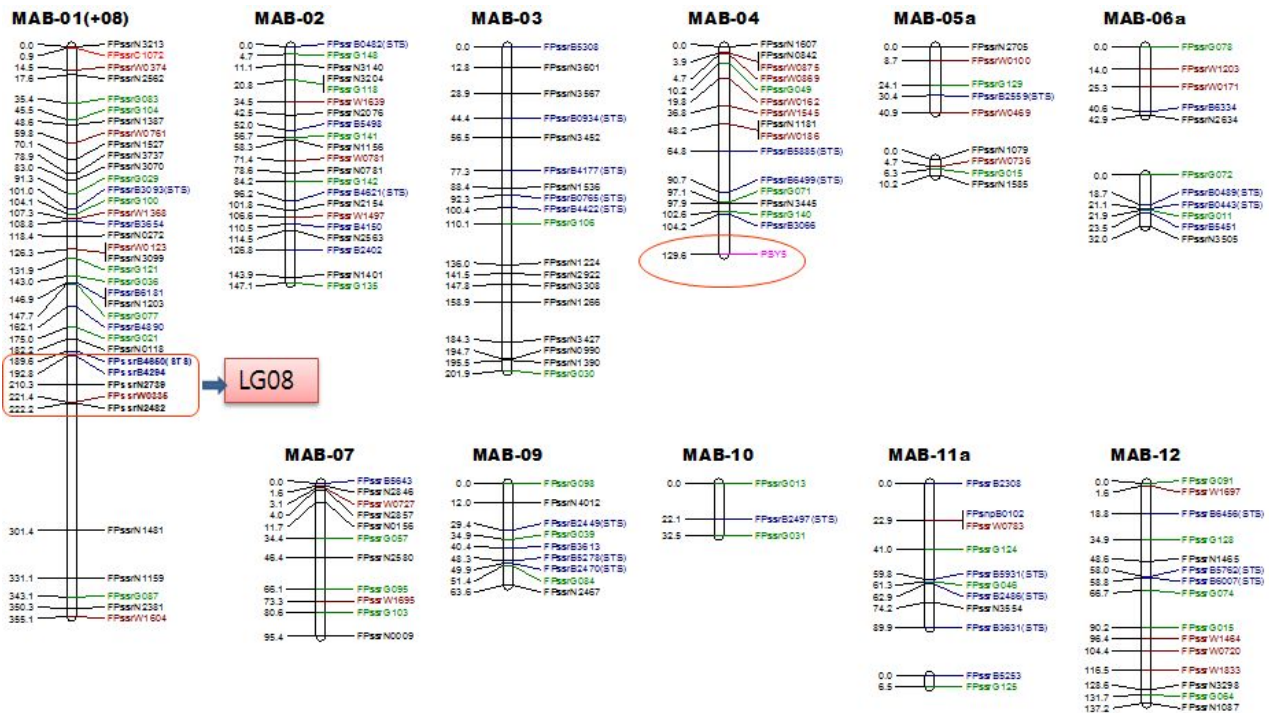 MAB-01(+08)
0.0 FPssrN3213
0.9 FPssrC1072
14.5 FPssrW0374
17.6 FPssrN2562
35.4 FPssrG083
45.5 FPssrG104
48.6 FPssrN1387
59.8 FPssrW0761
70.1 FPssrN1527
78.9 FPssrN3737
83.0 FPssrN3070
91.3 FPssrG029
101.0 FPssrB3093(STS)
104.1 FPssrG100
107.3 FPssrW1368
108.8 FPssrB3654
118.4 FPssrN0272
126.3 FPssrW0123
FPssrN3099
131.9 FPssrG121
143.0 FPssrG036
146.9 FPssrB6181
FPssrN1203
147.7 FPssrG077
162.1 FPssrB4890
175.0 FPssrG021
182.2 FPssrN0118
189.6 FPssrB4650(STS)
192.8 FPssrB4294
210.3 FPssrN2739
221.4 FPssrW0335
222.2 FPssrN2482
301.4 FPssrN1481
331.1 FPssrN1159
343.1 FPssrG087
350.3 FPssrN2381
355.1 FPssrW1604
LG08
MAB-02
0.0 FPssrB0482(STS)
4.7 FPssrG148
11.1 FPssrN3140
20.8 FPssrN3204
FPssrG118
34.5 FPssrW1639
42.5 FPssrN2076
52.0 FPssrB5498
56.7 FPssrG141
58.3 FPssrN1156
71.4 FPssrW0781
78.6 FPssrN0781
84.2 FPssrG142
96.2 FPssrB4621(STS)
101.8 FPssrN2154
106.6 FPssrW1497
110.5 FPssrB4150
114.5 FPssrN2563
126.8 FPssrB2402
143.9 FPssrN1401
147.1 FPssrG135
MAB-03
0.0 FPssrB5308
12.8 FPssrN3601
28.9 FPssrN3567
44.4 FPssrB0934(STS)
56.5 FPssrN3452
77.3 FPssrB4177(STS)
88.4 FPssrN1536
92.3 FPssrB0765(STS)
100.4 FPssrB4422(STS)
110.1 FPssrG106
136.0 FPssrN1224
141.5 FPssrN2922
147.8 FPssrN3308
158.9 FPssrN1266
184.3 FPssrN3427
194.7 FPssrN0990
195.5 FPssrN1390
201.9 FPssrG030
MAB-04
0.0 FPssrN1607
3.9 FPssrN0842
FPssrW0875
4.7 FPssrW0869
10.2 FPssrG049
19.8 FPssrW0162
36.8 FPssrW1545
48.2 FPssrN1181
FPssrW0186
64.8 FPssrB5885(STS)
90.7 FPssrB6499(STS)
97.1 FPssrG071
97.9 FPssrN3445
102.6 FPssrG140
104.2 FPssrB3066
129.6 PSY5
MAB-05a
0.0 FPssrN2705
8.7 FPssrW0100
24.1 FPssrG129
30.4 FPssrB2559(STS)
40.9 FPssrW0469
0.0 FPssrN1079
4.7 FPssrW0736
6.3 FPssrG015
10.2 FPssrN1585
MAB-06a
0.0 FPssrG078
14.0 FPssrW1203
25.3 FPssrW0171
40.6 FPssrB6334
42.9 FPssrN2634
0.0 FPssrG072
18.7 FPssrB0489(STS)
21.1 FPssrB0443(STS)
21.9 FPssrG011
23.5 FPssrB5451
32.0 FPssrN3505
MAB-07
0.0 FPssrB5643
1.6 FPssrN2846
3.1 FPssrW0727
4.0 FPssrN2857
11.7 FPssrN0156
34.4 FPssrG057
46.4 FPssrN2580
66.1 FPssrG095
73.3 FPssrW1695
80.6 FPssrG103
95.4 FPssrN0009
MAB-09
0.0 FPssrG098
12.0 FPssrN4012
29.4 FPssrB2449(STS)
34.9 FPssrG039
40.4 FPssrB3613
48.3 FPssrB5278(STS)
49.9 FPssrB2470(STS)
51.4 FPssrG084
63.6 FPssrN2467
MAB-10
0.0 FPssrG013
22.1 FPssrB2497(STS)
32.5 FPssrG031
MAB-11a
0.0 FPssrB2308
22.9 FPsnpB0102
FPssrW0783
41.0 FPssrG124
59.8 FPssrB5931(STS)
61.3 FPssrG046
62.9 FPssrB2486(STS)
74.2 FPssrN3554
89.9 FPssrB3631(STS)
0.0 FPssrB5253
6.5 FPssrG125
MAB-12
0.0 FPssrG091
1.6 FPssrW1697
18.8 FPssrB6456(STS)
34.9 FPssrG128
48.6 FPssrN1465
58.0 FPssrB5762(STS)
58.8 FPssrB6007(STS)
66.7 FPssrG074
90.2 FPssrG015
96.4 FPssrW1464
104.4 FPssrW0720
116.5 FPssrW1833
128.6 FPssrN3298
131.7 FPssrG064
137.2 FPssrN1087